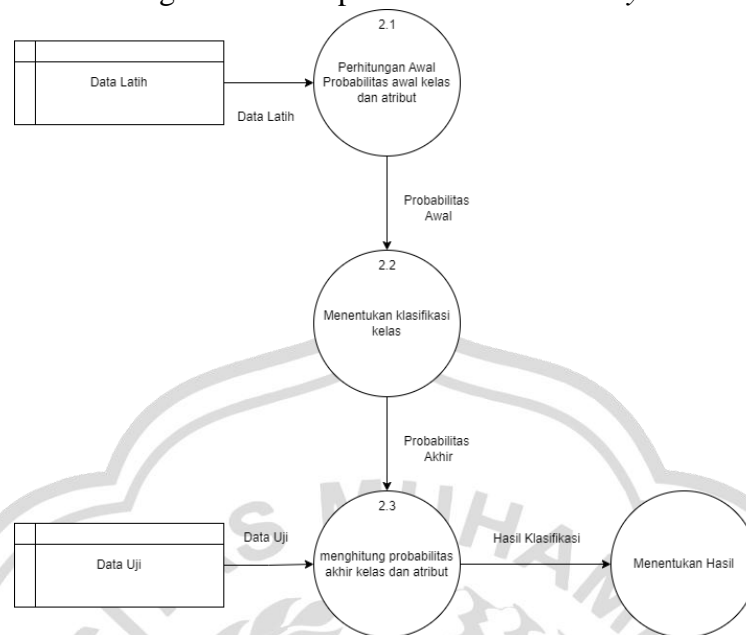 2.1
Perhitungan Awal
Probabilitas awal kelas
dan atribut
Data Latih
Data Latih
Probabilitas
Awal
2.2
Menentukan klasifikasi
kelas
Probabilitas
Akhir
2.3
menghitung probabilitas
akhir kelas dan atribut
Data Uji
Data Uji
Hasil Klasifikasi
Menentukan Hasil